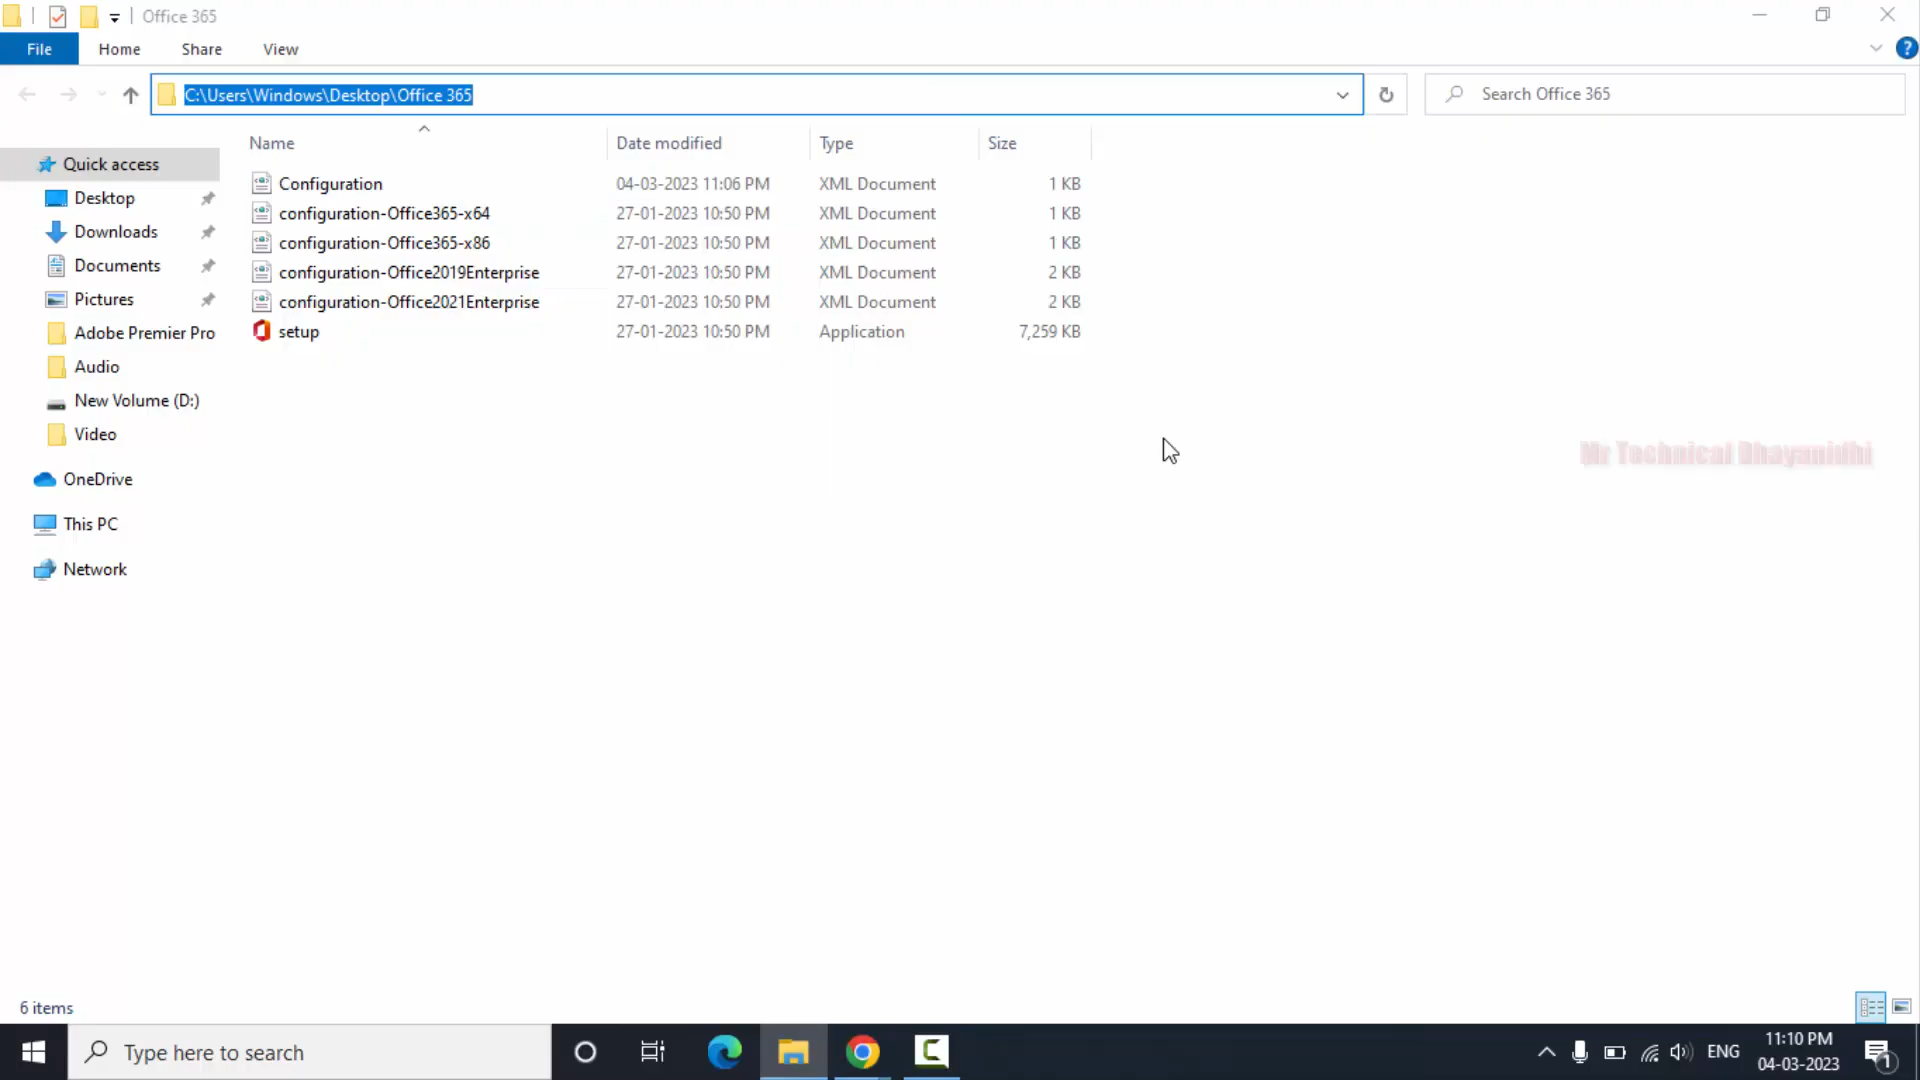 Office 365
File Home Share View
C:\Users\Windows\Desktop\Office 365
Search Office 365
Name Date modified Type Size
Quick access
Desktop
Downloads
Documents
Pictures
Adobe Premier Pro
Audio
New Volume (D:)
Video
OneDrive
This PC
Network
Configuration 04-03-2023 11:06 PM XML Document 1 KB
configuration-Office365-x64 27-01-2023 10:50 PM XML Document 1 KB
configuration-Office365-x86 27-01-2023 10:50 PM XML Document 1 KB
configuration-Office2019Enterprise 27-01-2023 10:50 PM XML Document 2 KB
configuration-Office2021Enterprise 27-01-2023 10:50 PM XML Document 2 KB
setup 27-01-2023 10:50 PM Application 7,259 KB
Mr Technical Dhayanidhi
6 items
Type here to search
ENG
11:10 PM
04-03-2023
1